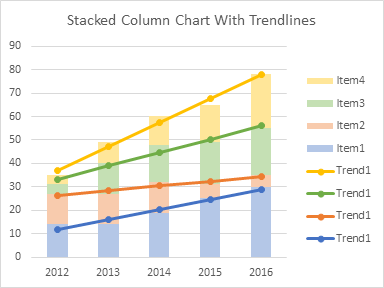 Stacked Column Chart With Trendlines
90
80
70
60
50
40
30
20
10
0
2012 2013 2014 2015 2016
Item4
Item3
Item2
Item1
Trend1
Trend1
Trend1
Trend1